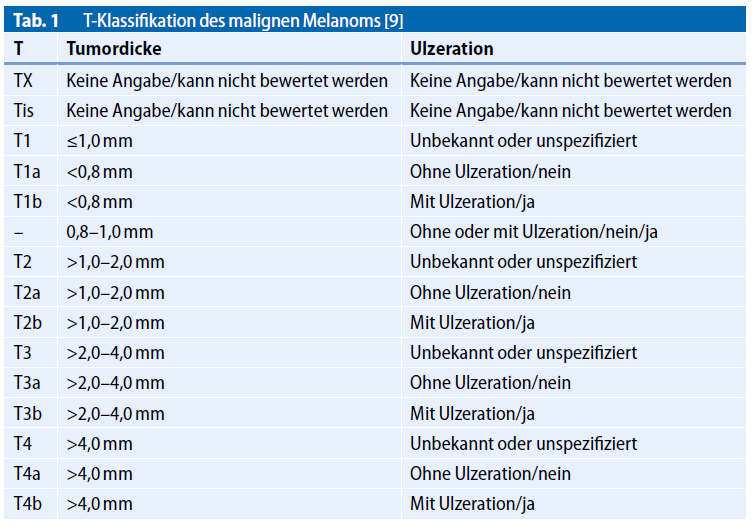 Tab. 1 T-Klassifikation des malignen Melanoms [9]
T Tumordicke Ulzeration
TX Keine Angabe/kann nicht bewertet werden Keine Angabe/kann nicht bewertet werden
Tis Keine Angabe/kann nicht bewertet werden Keine Angabe/kann nicht bewertet werden
T1 ≤1,0 mm Unbekannt oder unspezifiziert
T1a <0,8 mm Ohne Ulzeration/nein
T1b <0,8 mm Mit Ulzeration/ja
– 0,8–1,0 mm Ohne oder mit Ulzeration/nein/ja
T2 >1,0–2,0 mm Unbekannt oder unspezifiziert
T2a >1,0–2,0 mm Ohne Ulzeration/nein
T2b >1,0–2,0 mm Mit Ulzeration/ja
T3 >2,0–4,0 mm Unbekannt oder unspezifiziert
T3a >2,0–4,0 mm Ohne Ulzeration/nein
T3b >2,0–4,0 mm Mit Ulzeration/ja
T4 >4,0 mm Unbekannt oder unspezifiziert
T4a >4,0 mm Ohne Ulzeration/nein
T4b >4,0 mm Mit Ulzeration/ja